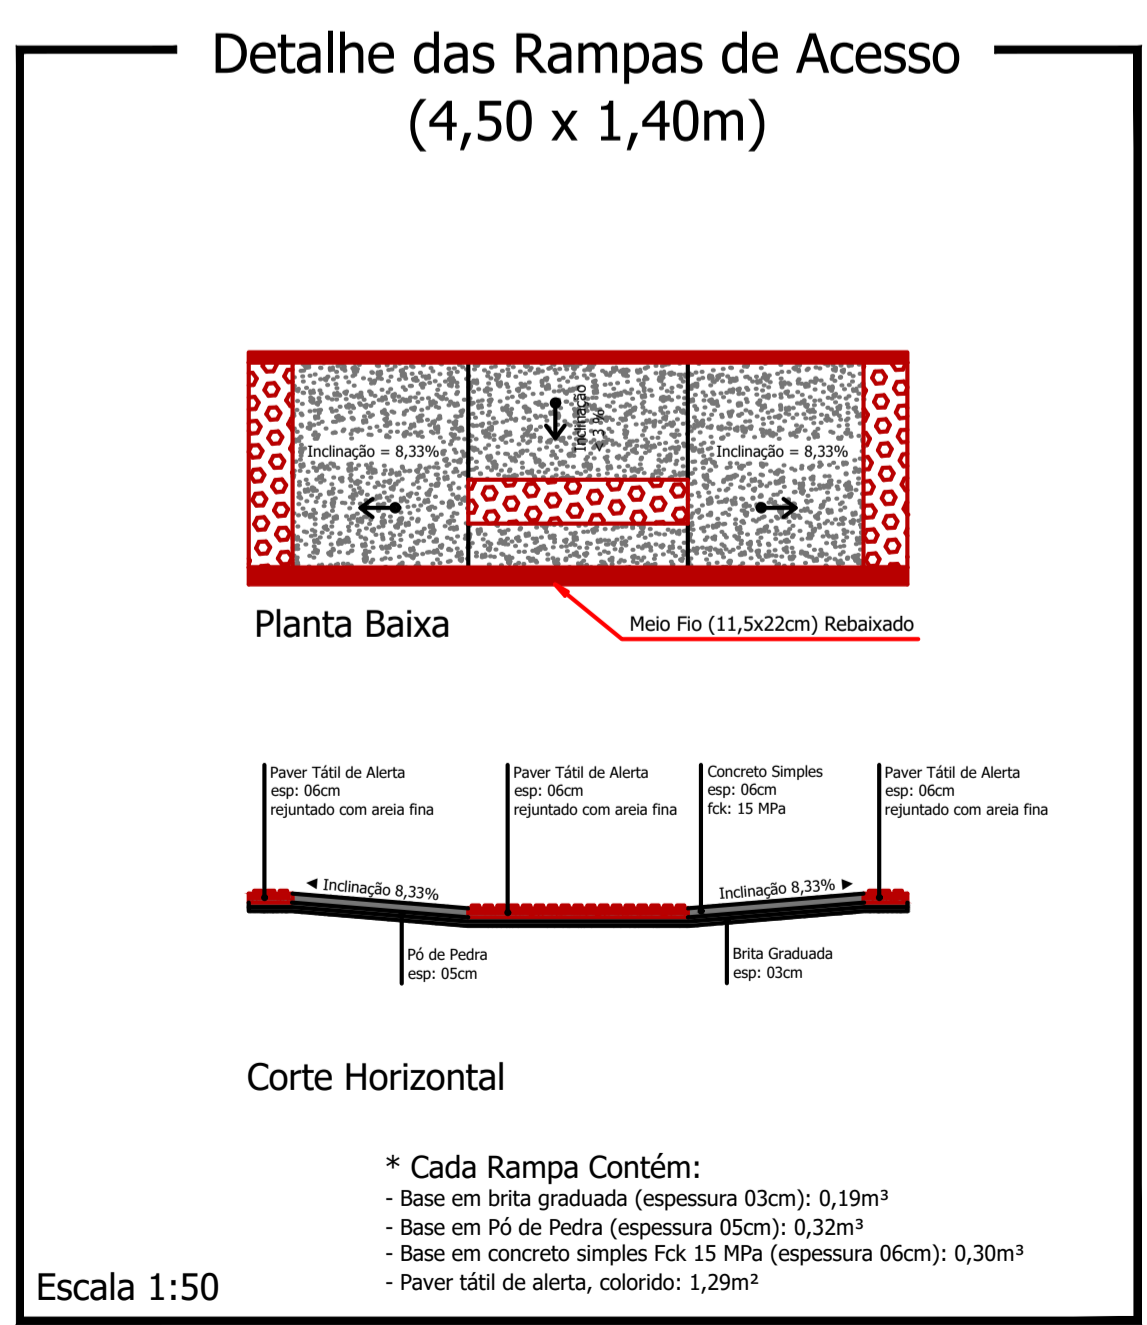 Detalhe das Rampas de Acesso
(4,50 x 1,40m)
Inclinação = 8,33%
Inclinação
< 3 %
Inclinação = 8,33%
Planta Baixa
Meio Fio (11,5x22cm) Rebaixado
Paver Tátil de Alerta
esp: 06cm
rejuntado com areia fina
Paver Tátil de Alerta
esp: 06cm
rejuntado com areia fina
Concreto Simples
esp: 06cm
fck: 15 MPa
Paver Tátil de Alerta
esp: 06cm
rejuntado com areia fina
◄ Inclinação 8,33%
Inclinação 8,33% ►
Pó de Pedra
esp: 05cm
Brita Graduada
esp: 03cm
Corte Horizontal
* Cada Rampa Contém:
- Base em brita graduada (espessura 03cm): 0,19m³
- Base em Pó de Pedra (espessura 05cm): 0,32m³
- Base em concreto simples Fck 15 MPa (espessura 06cm): 0,30m³
- Paver tátil de alerta, colorido: 1,29m²
Escala 1:50